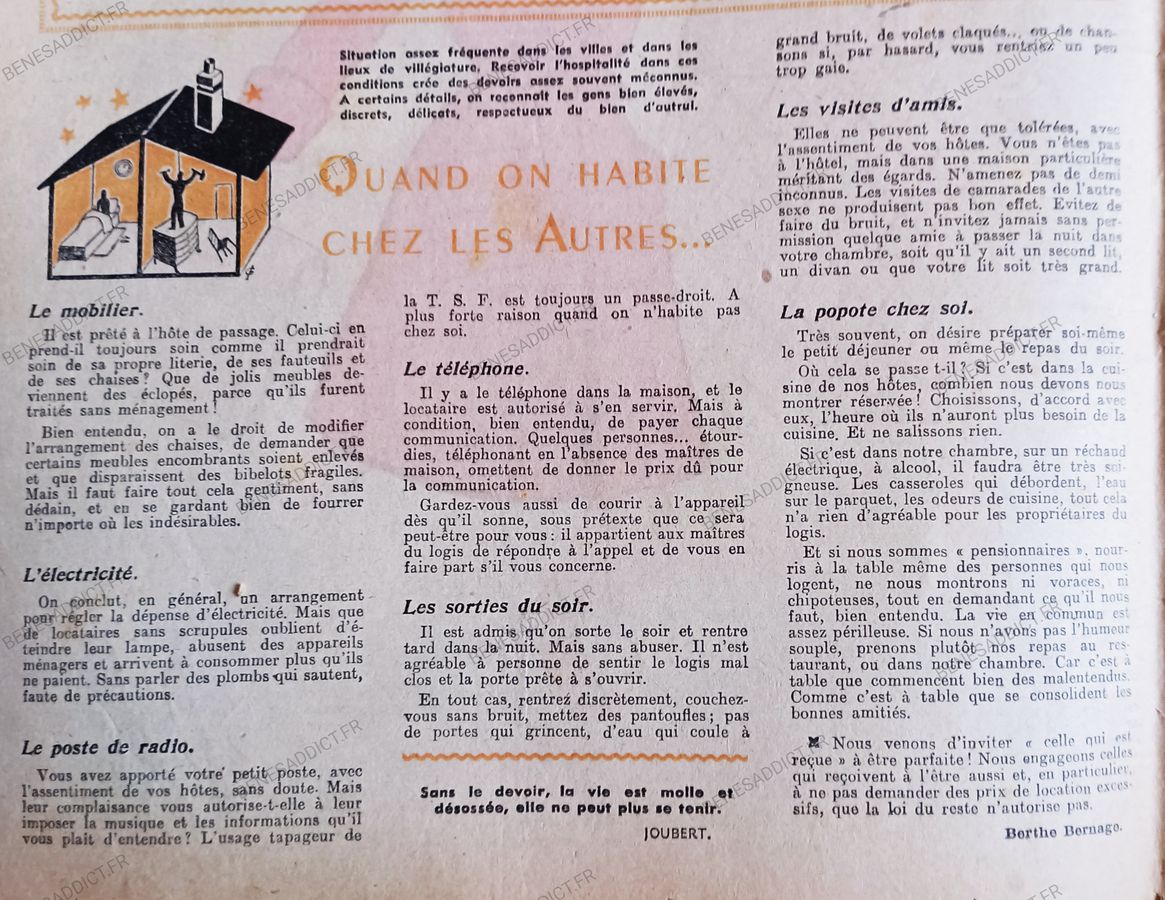 Situation assez fréquente dans les villes et dans les
lieux de villégiature. Recevoir l'hospitalité dans ces
conditions crée des devoirs assez souvent méconnus.
A certains détails, on reconnaît les gens bien élevés,
discrets, délicats, respectueux du bien d'autrui.
QUAND ON HABITE
CHEZ LES AUTRES...
Le mobilier.
Il est prêté à l'hôte de passage. Celui-ci en
prend-il toujours soin comme il prendrait
soin de sa propre literie, de ses fauteuils et
de ses chaises? Que de jolis meubles de-
viennent des éclopés, parce qu'ils furent
traités sans ménagement!
Bien entendu, on a le droit de modifier
l'arrangement des chaises, de demander que
certains meubles encombrants soient enlevés
et que disparaissent des bibelots fragiles.
Mais il faut faire tout cela gentiment, sans
dédain, et en se gardant bien de fourrer
n'importe où les indésirables.
L'électricité.
On conclut, en général, un arrangement
pour régler la dépense d'électricité. Mais que
de locataires sans scrupules oublient d'é-
teindre leur lampe, abusent des appareils
ménagers et arrivent à consommer plus qu'ils
ne paient. Sans parler des plombs qui sautent,
faute de précautions.
Le poste de radio.
Vous avez apporté votre petit poste, avec
l'assentiment de vos hôtes, sans doute. Mais
leur complaisance vous autorise-t-elle à leur
imposer la musique et les informations qu'il
vous plait d'entendre? L'usage tapageur de
la T. S. F. est toujours un passe-droit. A
plus forte raison quand on n'habite pas
chez soi.
Le téléphone.
Il y a le téléphone dans la maison, et le
locataire est autorisé à s'en servir. Mais à
condition, bien entendu, de payer chaque
communication. Quelques personnes... étour-
dies, téléphonant en l'absence des maîtres de
maison, omettent de donner le prix dû pour
la communication.
Gardez-vous aussi de courir à l'appareil
dès qu'il sonne, sous prétexte que ce sera
peut-être pour vous : il appartient aux maîtres
du logis de répondre à l'appel et de vous en
faire part s'il vous concerne.
Les sorties du soir.
Il est admis qu'on sorte le soir et rentre
tard dans la nuit. Mais sans abuser. Il n'est
agréable à personne de sentir le logis mal
clos et la porte prête à s'ouvrir.
En tout cas, rentrez discrètement, couchez-
vous sans bruit, mettez des pantoufles; pas
de portes qui grincent, d'eau qui coule à
Sans le devoir, la vie est molle et
désossée, elle ne peut plus se tenir.
JOUBERT.
grand bruit, de volets claqués... ou de chan-
sons si, par hasard, vous rentriez un peu
trop gaie.
Les visites d'amis.
Elles ne peuvent être que tolérées, avec
l'assentiment de vos hôtes. Vous n'êtes pas
à l'hôtel, mais dans une maison particulière
méritant des égards. N'amenez pas de demi
inconnus. Les visites de camarades de l'autre
sexe ne produisent pas bon effet. Evitez de
faire du bruit, et n'invitez jamais sans per-
mission quelque amie à passer la nuit dans
votre chambre, soit qu'il y ait un second lit,
un divan ou que votre lit soit très grand.
La popote chez soi.
Très souvent, on désire préparer soi-même
le petit déjeuner ou même le repas du soir.
Où cela se passe t-il? Si c'est dans la cui-
sine de nos hôtes, combien nous devons nous
montrer réservée! Choisissons, d'accord avec
eux, l'heure où ils n'auront plus besoin de la
cuisine. Et ne salissons rien.
Si c'est dans notre chambre, sur un réchaud
électrique, à alcool, il faudra être très soi-
gneuse. Les casseroles qui débordent, l'eau
sur le parquet, les odeurs de cuisine, tout cela
n'a rien d'agréable pour les propriétaires du
logis.
Et si nous sommes « pensionnaires », nour-
ris à la table même des personnes qui nous
logent, ne nous montrons ni voraces, ni
chipoteuses, tout en demandant ce qu'il nous
faut, bien entendu. La vie en commun est
assez périlleuse. Si nous n'avons pas l'humeur
souple, prenons plutôt nos repas au res-
taurant, ou dans notre chambre. Car c'est à
table que commencent bien des malentendus.
Comme c'est à table que se consolident les
bonnes amitiés.
Nous venons d'inviter « celle qui est
reçue » à être parfaite! Nous engageons celles
qui reçoivent à l'être aussi et, en particulier,
à ne pas demander des prix de location exces-
sifs, que la loi du reste n'autorise pas.
Berthe Bernage.
BENESADDICT.FR